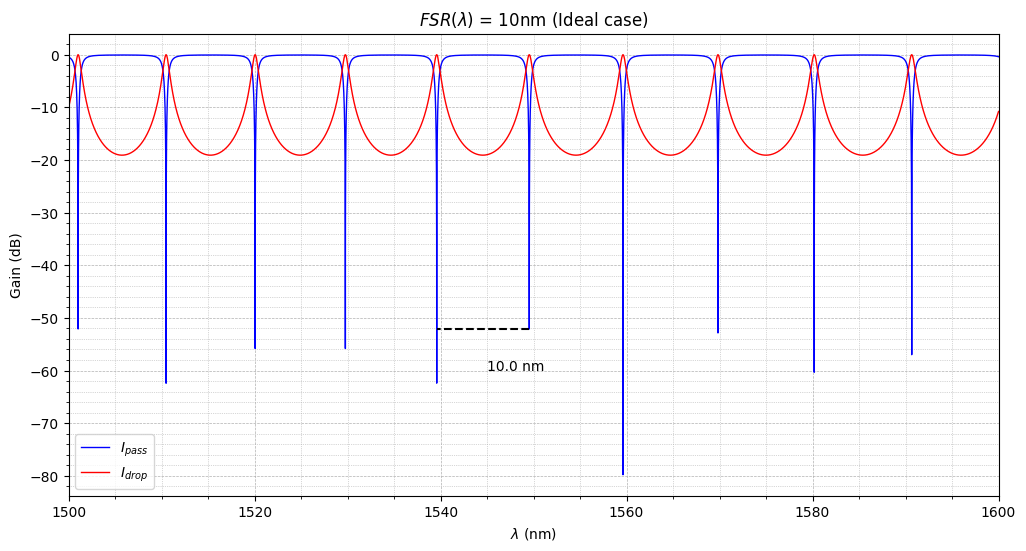 FSR(λ) = 10nm (Ideal case)
0
−10
−20
−30
−40
−50
−60
−70
−80
Gain (dB)
10.0 nm
I_pass
I_drop
1500
1520
1540
1560
1580
1600
λ (nm)